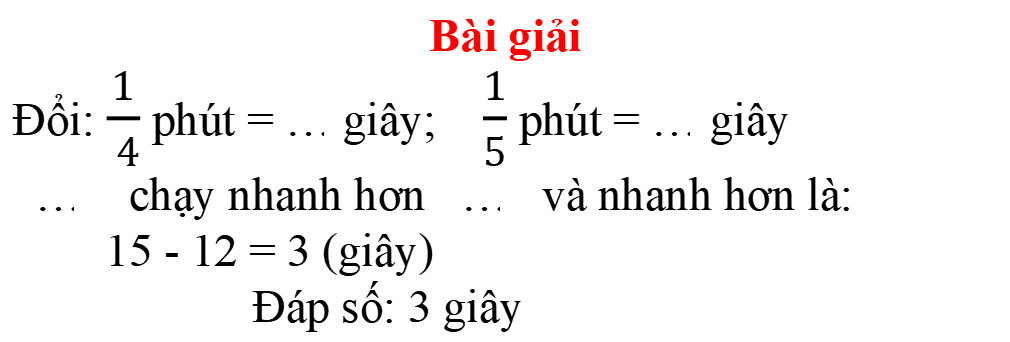 Bài giải
Đổi: 1/4 phút = … giây; 1/5 phút = … giây
… chạy nhanh hơn … và nhanh hơn là:
15 - 12 = 3 (giây)
Đáp số: 3 giây